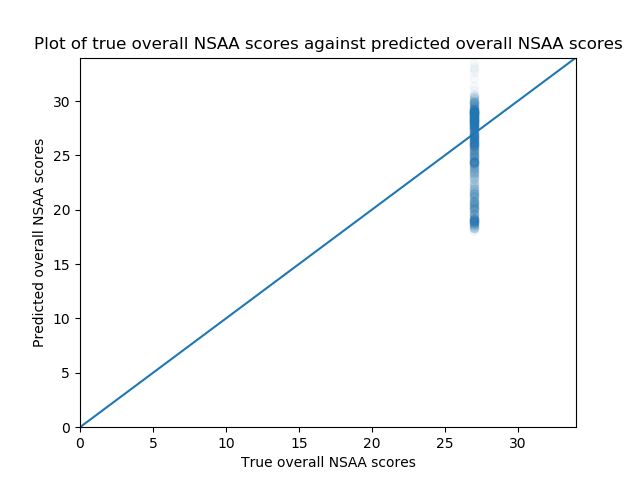 Plot of true overall NSAA scores against predicted overall NSAA scores
30
25
20
15
10
5
0
Predicted overall NSAA scores
0 5 10 15 20 25 30
True overall NSAA scores